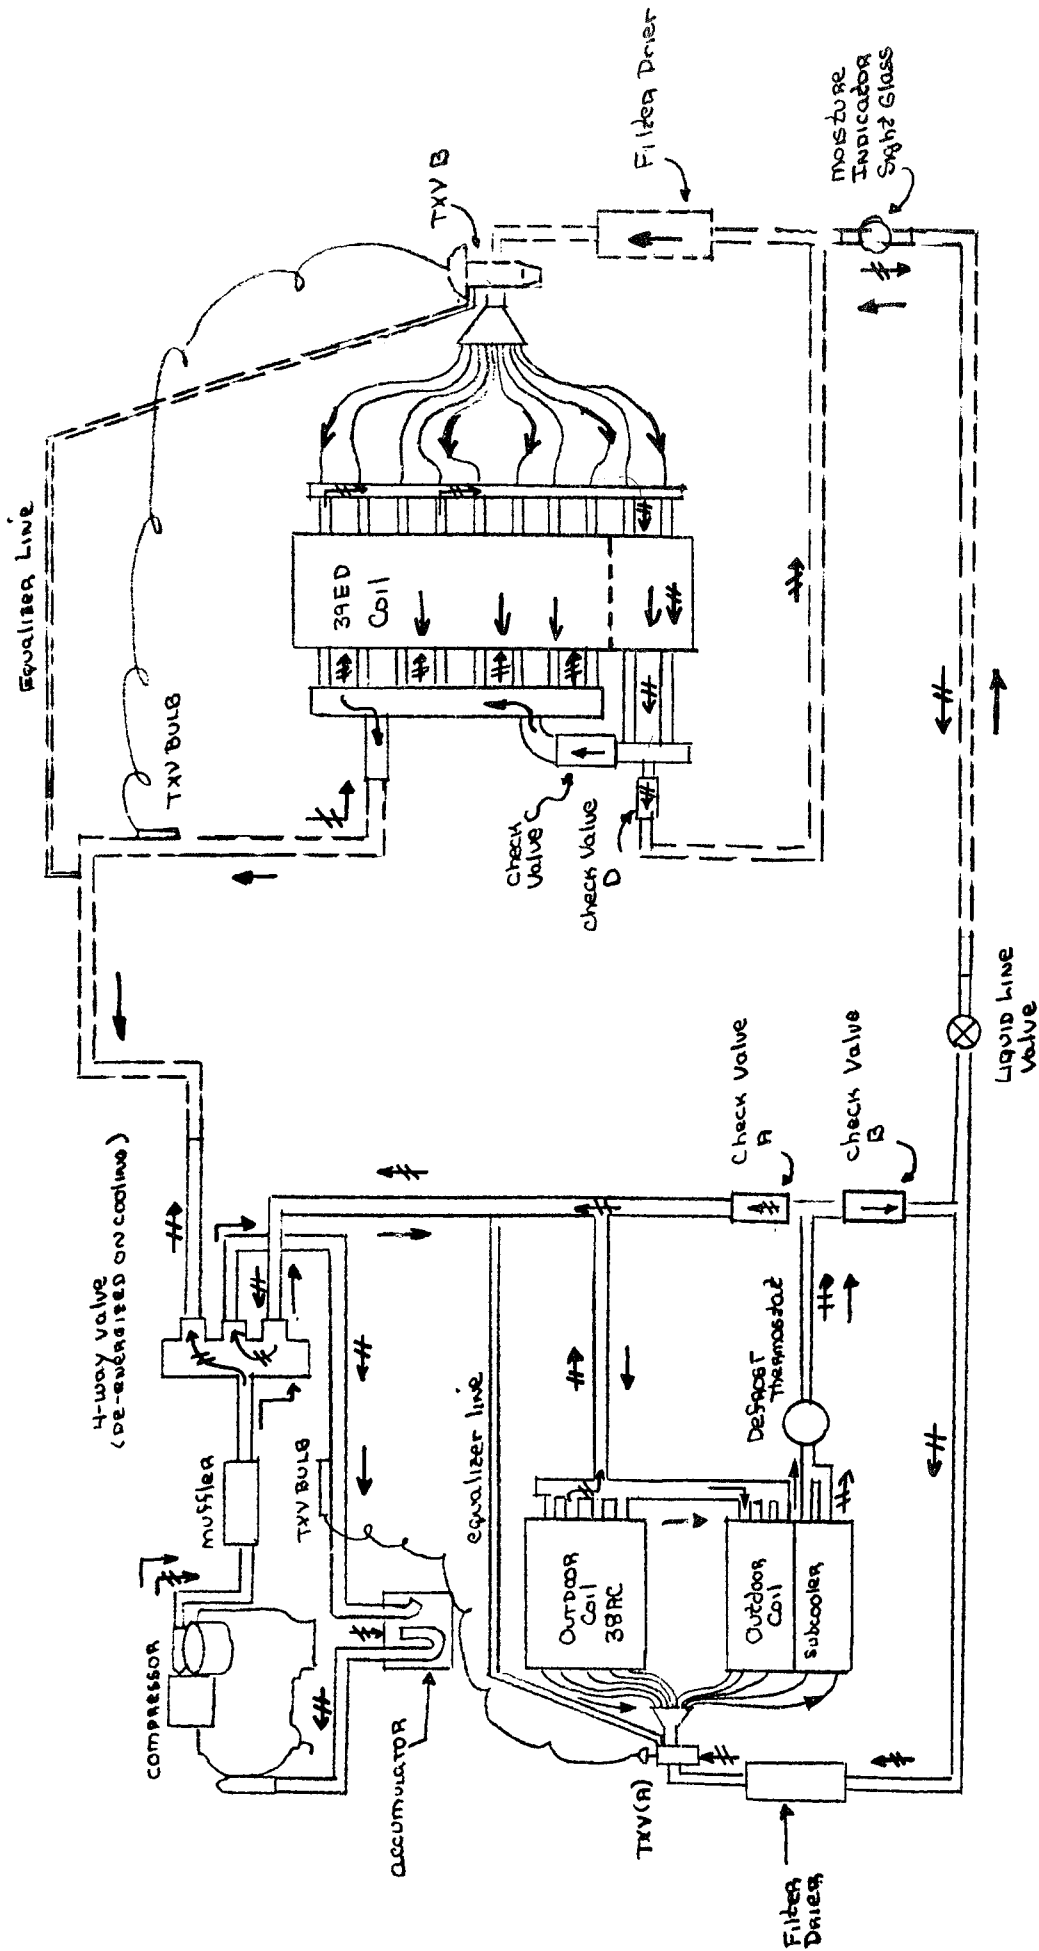 Equalizer Line
TXV BULB
TXV B
Filter Drier
Moisture
Indicator
Sight Glass
39ED
Coil
Check
Valve C
Check Valve
D
4-way valve
(DE-ENERGIZED ON COOLING)
Check Valve
A
Check Valve
B
LIQUID LINE
Valve
Muffler
TXV BULB
equalizer line
Defrost
Thermostat
COMPRESSOR
accumulator
OUTDOOR
Coil
38AC
Outdoor
Coil
Subcooler
TXV(A)
Filter
Drier